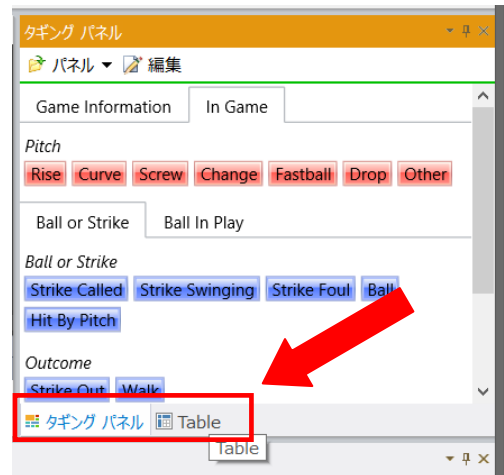 タギング パネル
パネル 編集
Game Information In Game
Pitch
Rise Curve Screw Change Fastball Drop Other
Ball or Strike Ball In Play
Ball or Strike
Strike Called Strike Swinging Strike Foul Ball
Hit By Pitch
Outcome
Strike Out Walk
タギング パネル Table
Table